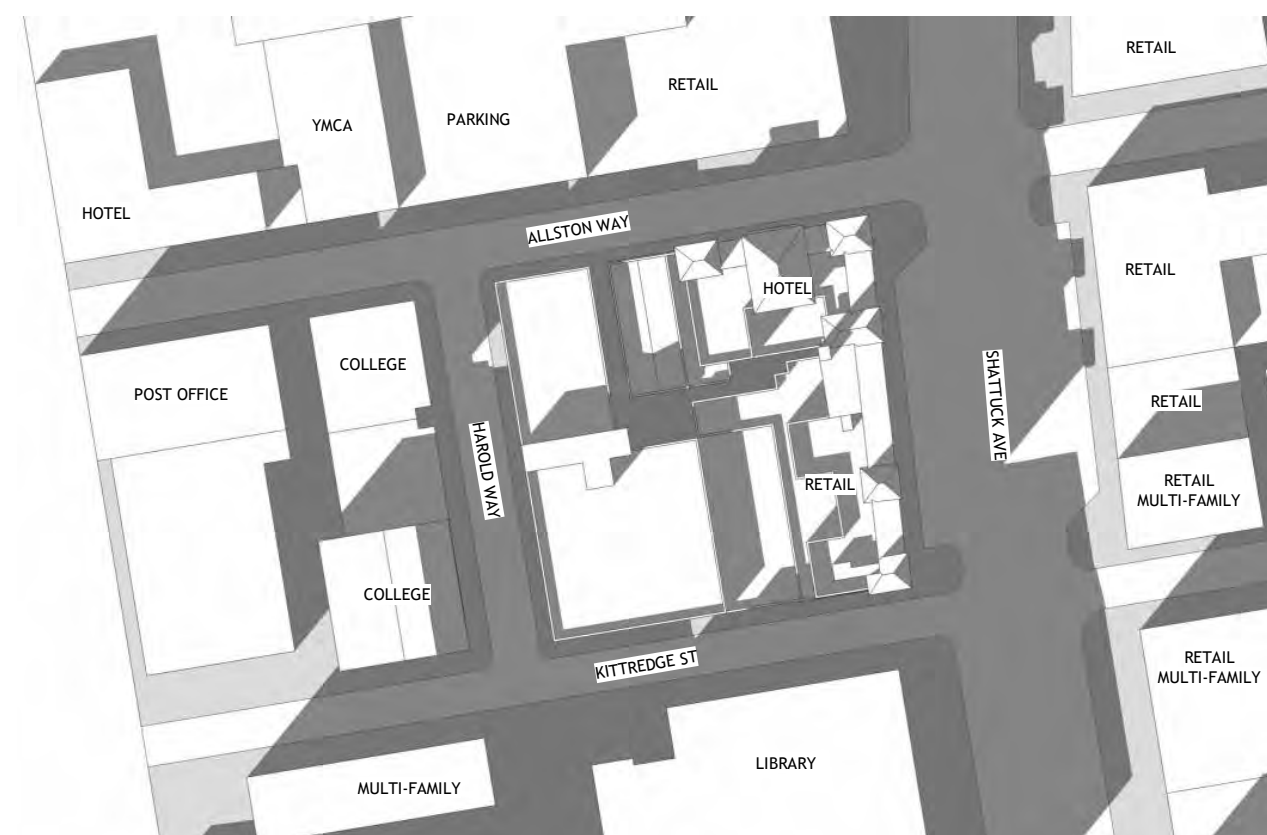 RETAIL
RETAIL
PARKING
YMCA
HOTEL
ALLSTON WAY
RETAIL
HOTEL
COLLEGE
POST OFFICE
SHATTUCK AVE
RETAIL
HAROLD WAY
RETAIL
RETAIL
MULTI-FAMILY
COLLEGE
KITTREDGE ST
RETAIL
MULTI-FAMILY
LIBRARY
MULTI-FAMILY